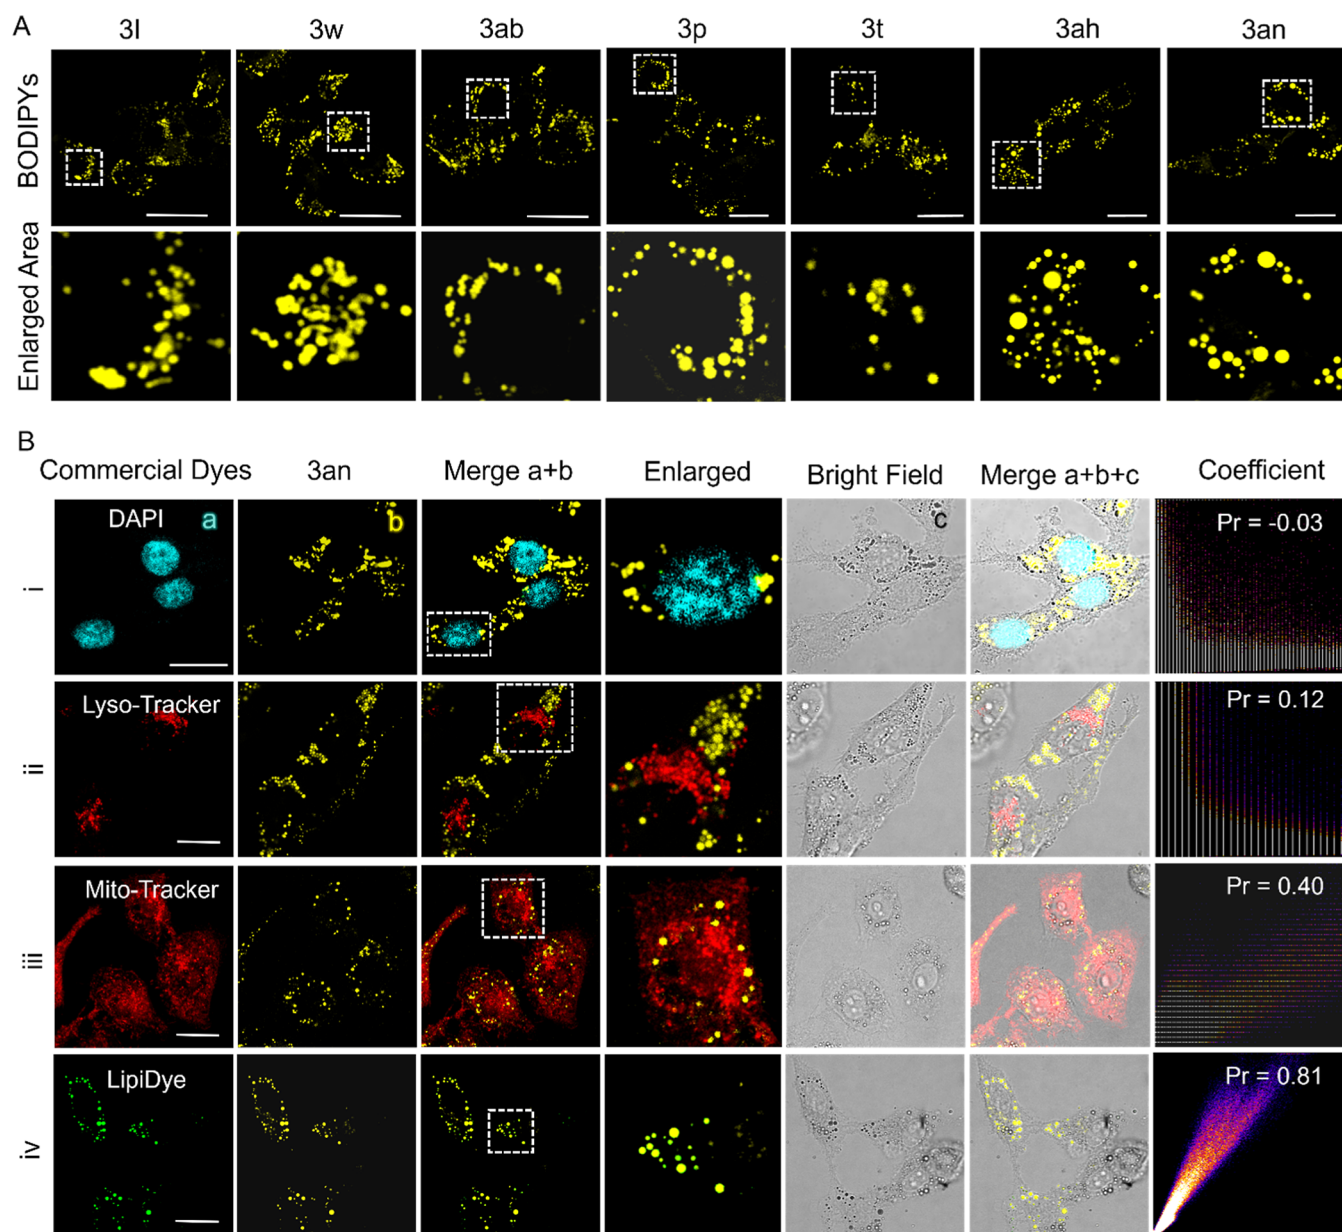 A
3l 3w 3ab 3p 3t 3ah 3an
BODIPYs
Enlarged Area
B
Commercial Dyes 3an Merge a+b Enlarged Bright Field Merge a+b+c Coefficient
i
DAPI a b c Pr = -0.03
ii
Lyso-Tracker Pr = 0.12
iii
Mito-Tracker Pr = 0.40
iv
LipiDye Pr = 0.81